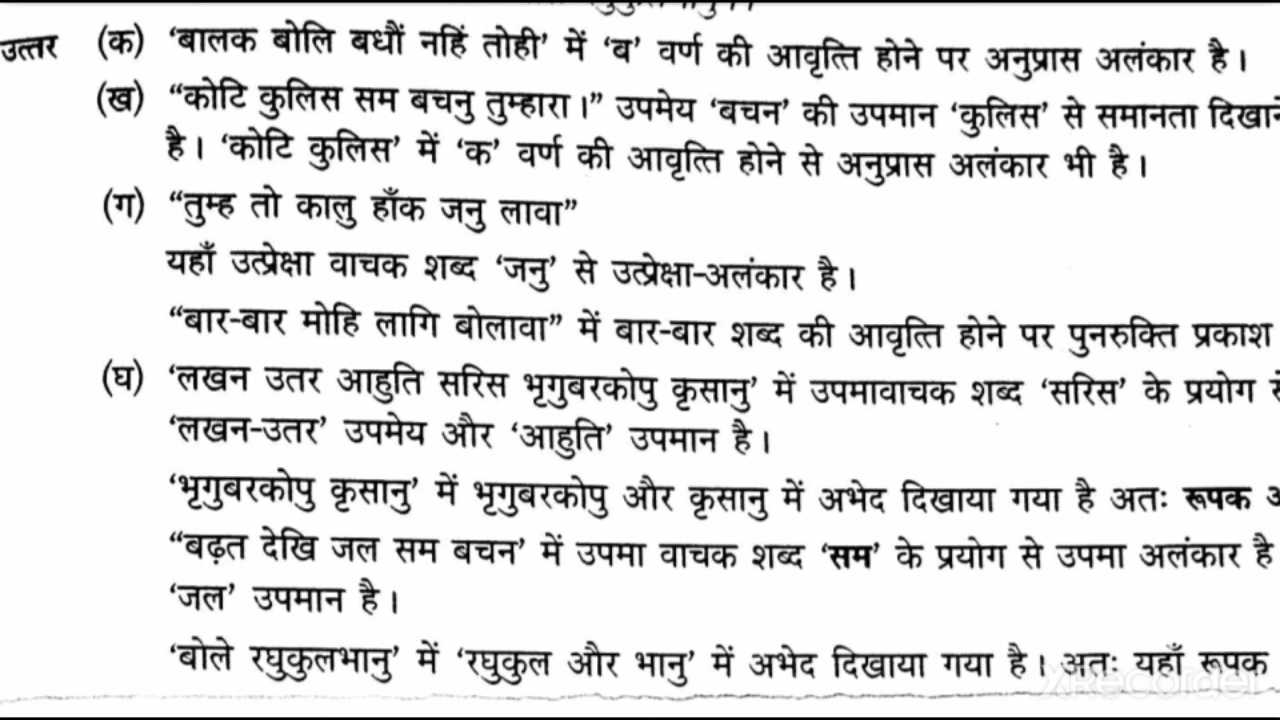 उत्तर (क) 'बालक बोलि बधौं नहिं तोही' में 'ब' वर्ण की आवृत्ति होने पर अनुप्रास अलंकार है।
(ख) "कोटि कुलिस सम बचनु तुम्हारा।" उपमेय 'बचन' की उपमान 'कुलिस' से समानता दिखाने
है। 'कोटि कुलिस' में 'क' वर्ण की आवृत्ति होने से अनुप्रास अलंकार भी है।
(ग) "तुम्ह तो कालु हाँक जनु लावा"
यहाँ उत्प्रेक्षा वाचक शब्द 'जनु' से उत्प्रेक्षा-अलंकार है।
"बार-बार मोहि लागि बोलावा" में बार-बार शब्द की आवृत्ति होने पर पुनरुक्ति प्रकाश
(घ) 'लखन उतर आहुति सरिस भृगुबरकोपु कृसानु' में उपमावाचक शब्द 'सरिस' के प्रयोग से
'लखन-उतर' उपमेय और 'आहुति' उपमान है।
'भृगुबरकोपु कृसानु' में भृगुबरकोपु और कृसानु में अभेद दिखाया गया है अतः रूपक
"बढ़त देखि जल सम बचन' में उपमा वाचक शब्द 'सम' के प्रयोग से उपमा अलंकार है
'जल' उपमान है।
'बोले रघुकुलभानु' में 'रघुकुल और भानु' में अभेद दिखाया गया है। अतः यहाँ रूपक
XRecorder